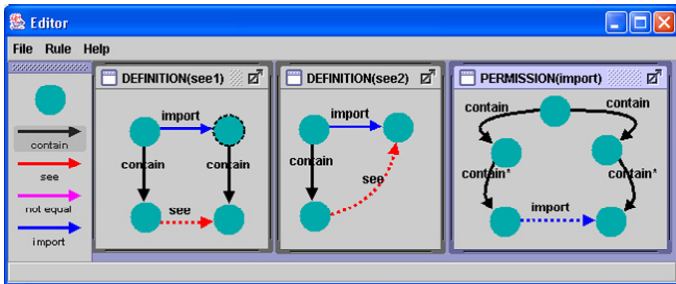 Editor
File Rule Help
contain
see
not equal
import
DEFINITION(see1)
import
contain contain
see
DEFINITION(see2)
import
contain
see
PERMISSION(import)
contain contain
contain* contain*
import